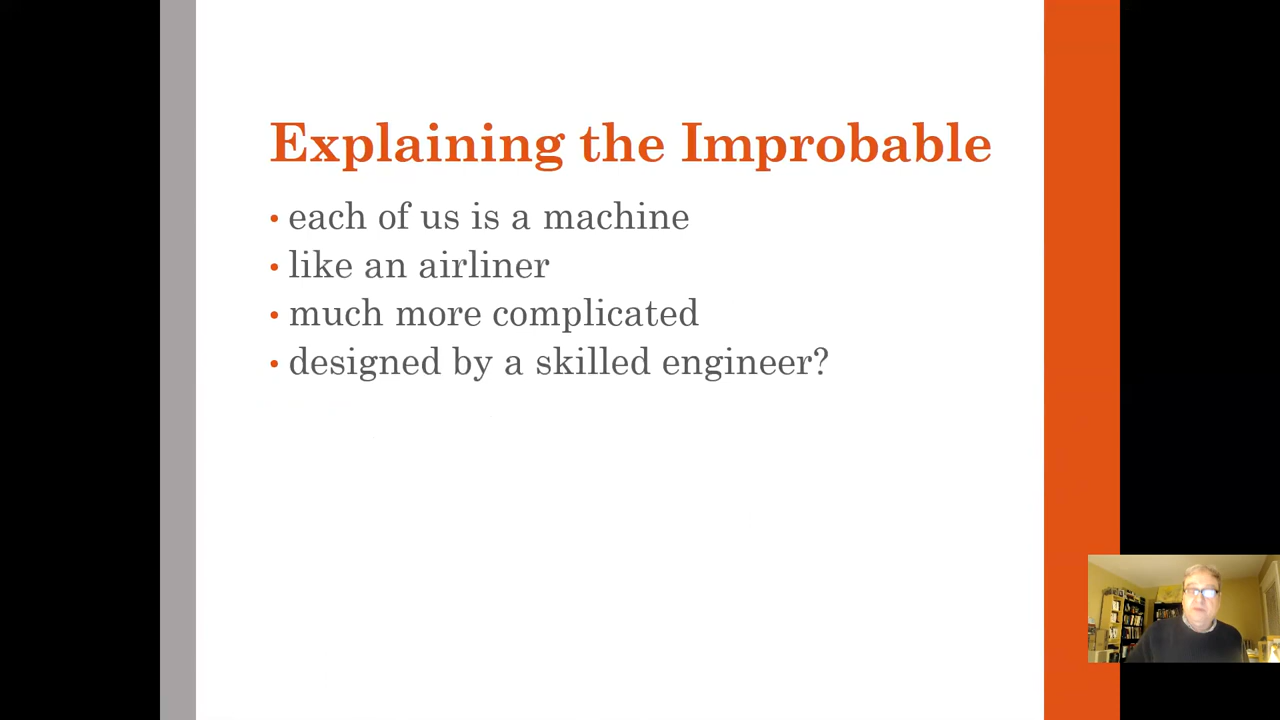 Explaining the Improbable
• each of us is a machine
• like an airliner
• much more complicated
• designed by a skilled engineer?